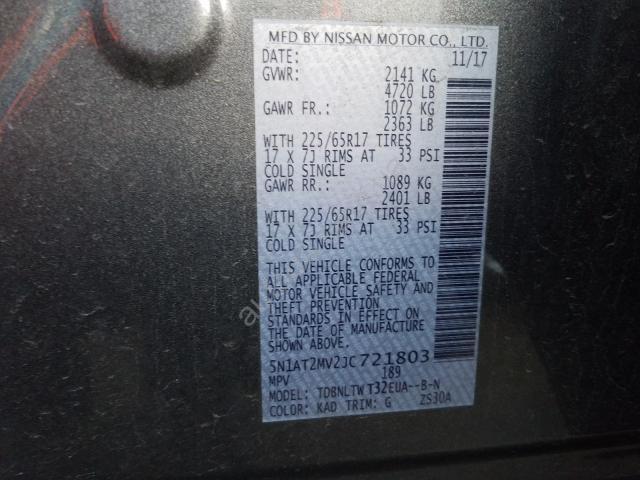 MFD BY NISSAN MOTOR CO., LTD.
DATE: 11/17
GVWR: 2141 KG
4720 LB
GAWR FR.: 1072 KG
2363 LB
WITH 225/65R17 TIRES
17 X 7J RIMS AT 33 PSI
COLD SINGLE
GAWR RR.: 1089 KG
2401 LB
WITH 225/65R17 TIRES
17 X 7J RIMS AT 33 PSI
COLD SINGLE
THIS VEHICLE CONFORMS TO
ALL APPLICABLE FEDERAL
MOTOR VEHICLE SAFETY AND
THEFT PREVENTION
STANDARDS IN EFFECT ON
THE DATE OF MANUFACTURE
SHOWN ABOVE.
5N1AT2MV2JC721803
MPV 189
MODEL: TDBNLTW T32EUA--B-N
COLOR: KAD TRIM: G ZS30A